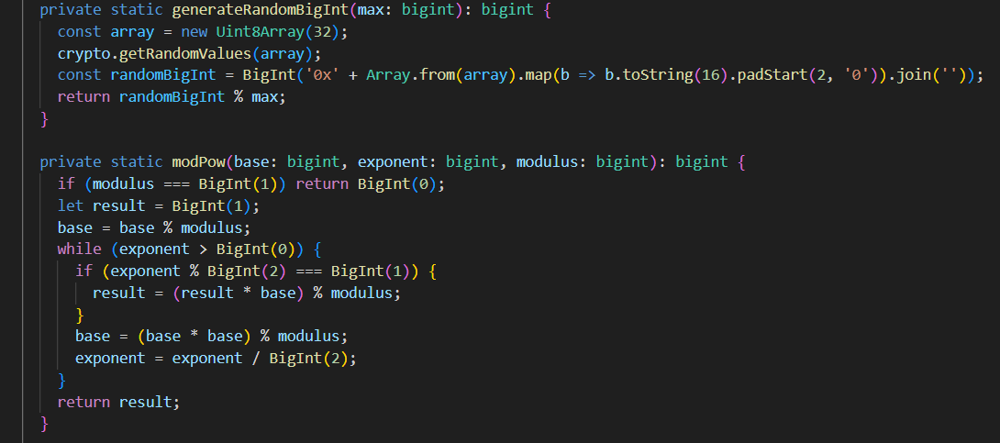 private static generateRandomBigInt(max: bigint): bigint {
const array = new Uint8Array(32);
crypto.getRandomValues(array);
const randomBigInt = BigInt('0x' + Array.from(array).map(b => b.toString(16).padStart(2, '0')).join(''));
return randomBigInt % max;
}
private static modPow(base: bigint, exponent: bigint, modulus: bigint): bigint {
if (modulus === BigInt(1)) return BigInt(0);
let result = BigInt(1);
base = base % modulus;
while (exponent > BigInt(0)) {
if (exponent % BigInt(2) === BigInt(1)) {
result = (result * base) % modulus;
}
base = (base * base) % modulus;
exponent = exponent / BigInt(2);
}
return result;
}